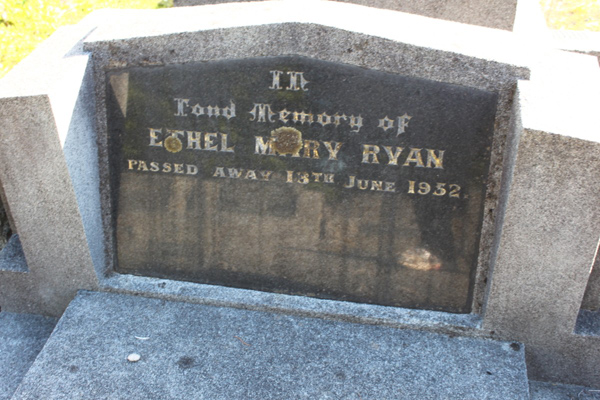 In
Fond Memory of
ETHEL MARY RYAN
PASSED AWAY 13TH JUNE 1952.